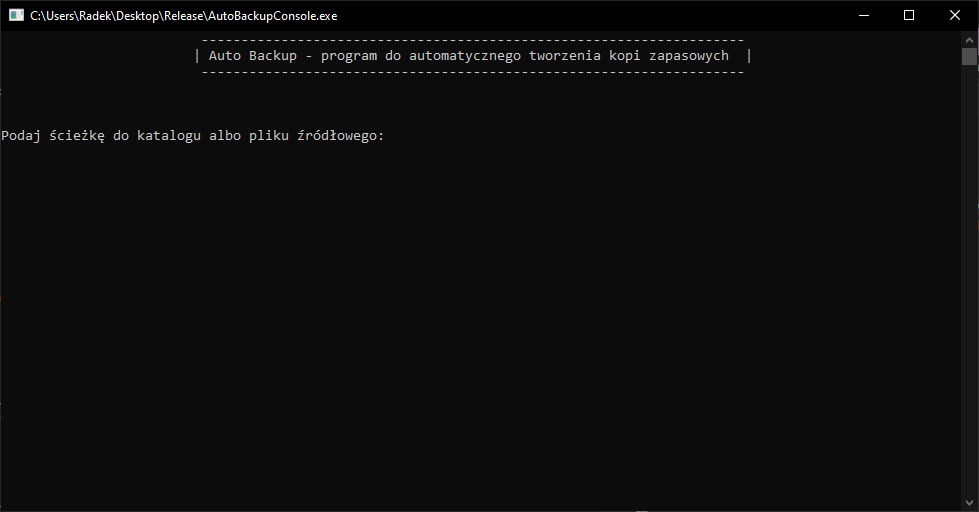 C:\Users\Radek\Desktop\Release\AutoBackupConsole.exe
--------------------------------------------------------------------
| Auto Backup - program do automatycznego tworzenia kopi zapasowych  |
--------------------------------------------------------------------
Podaj ścieżkę do katalogu albo pliku źródłowego: